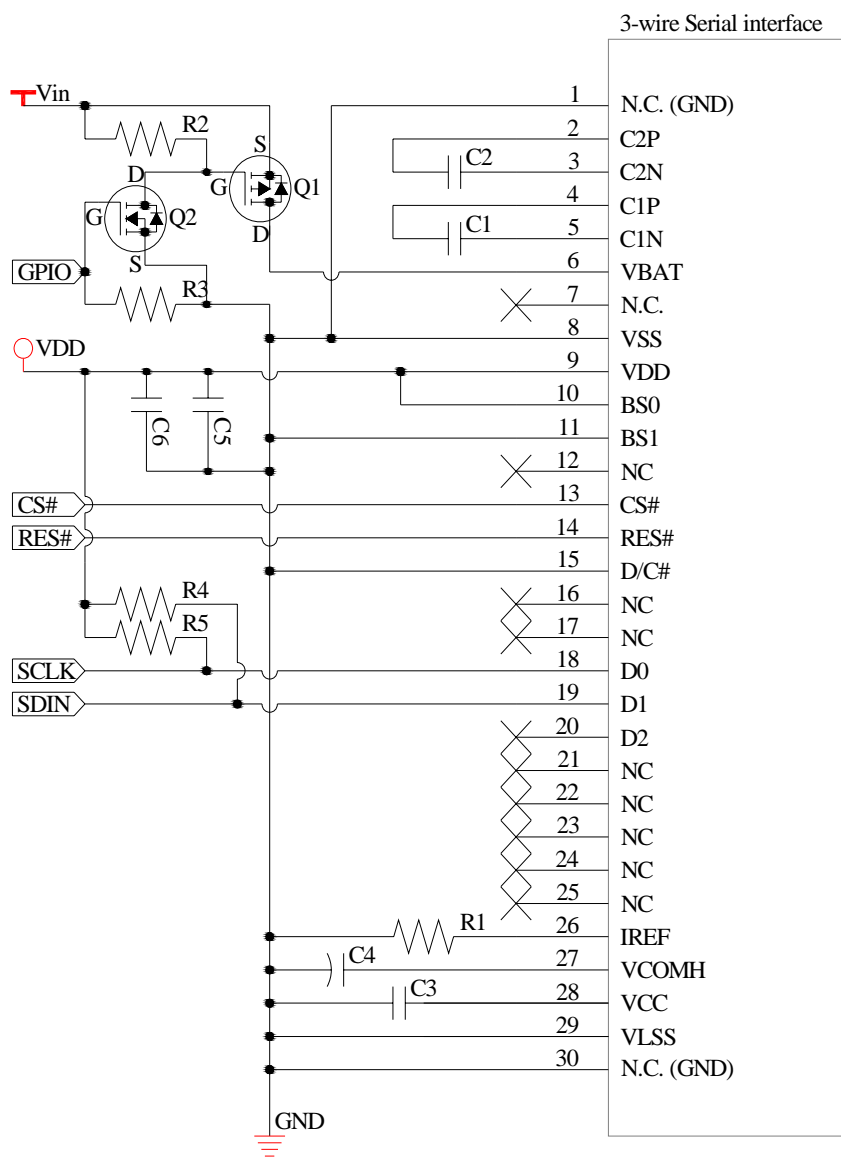 3-wire Serial interface
Vin
R2
S
D
G
Q1
G
Q2
D
S
GPIO
R3
VDD
C6
C5
CS#
RES#
R4
R5
SCLK
SDIN
C2
C1
1 N.C. (GND)
2 C2P
3 C2N
4 C1P
5 C1N
6 VBAT
7 N.C.
8 VSS
9 VDD
10 BS0
11 BS1
12 NC
13 CS#
14 RES#
15 D/C#
16 NC
17 NC
18 D0
19 D1
20 D2
21 NC
22 NC
23 NC
24 NC
25 NC
R1
26 IREF
C4
27 VCOMH
C3
28 VCC
29 VLSS
30 N.C. (GND)
GND